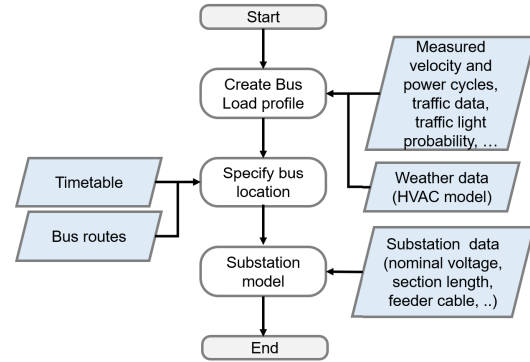 Start
Create Bus
Load profile
Measured
velocity and
power cycles,
traffic data,
traffic light
probability, ...
Weather data
(HVAC model)
Timetable
Bus routes
Specify bus
location
Substation
model
Substation data
(nominal voltage,
section length,
feeder cable, ..)
End